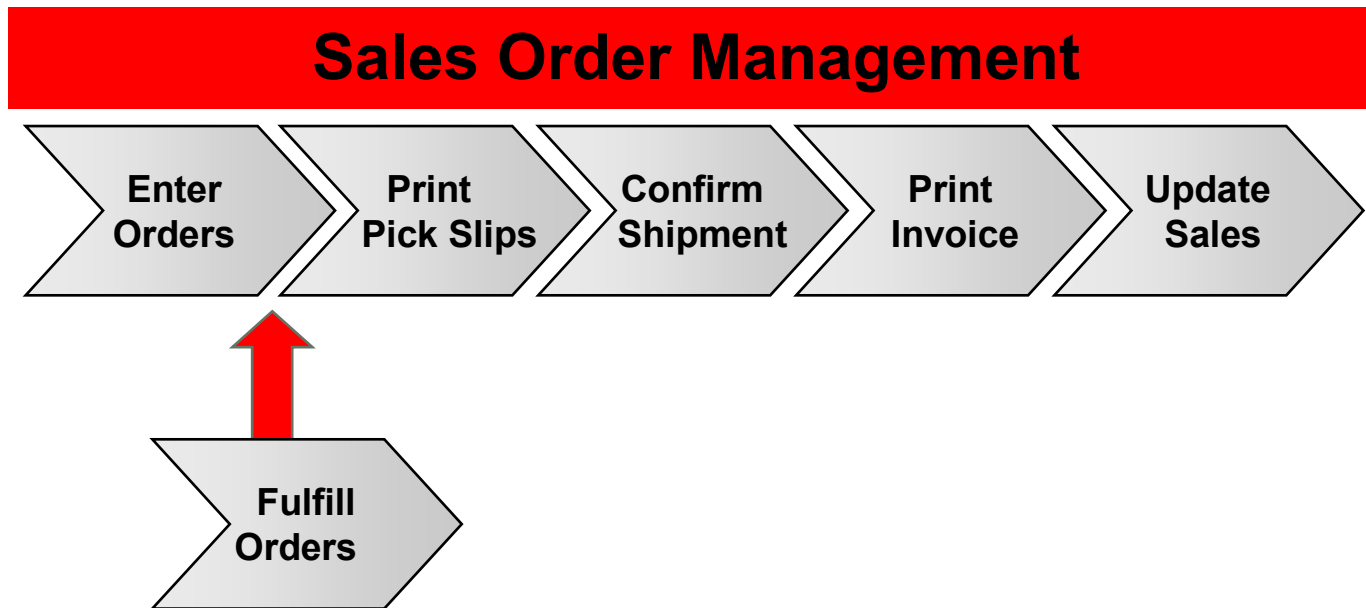 Sales Order Management
Enter
Orders
Print
Pick Slips
Confirm
Shipment
Print
Invoice
Update
Sales
Fulfill
Orders